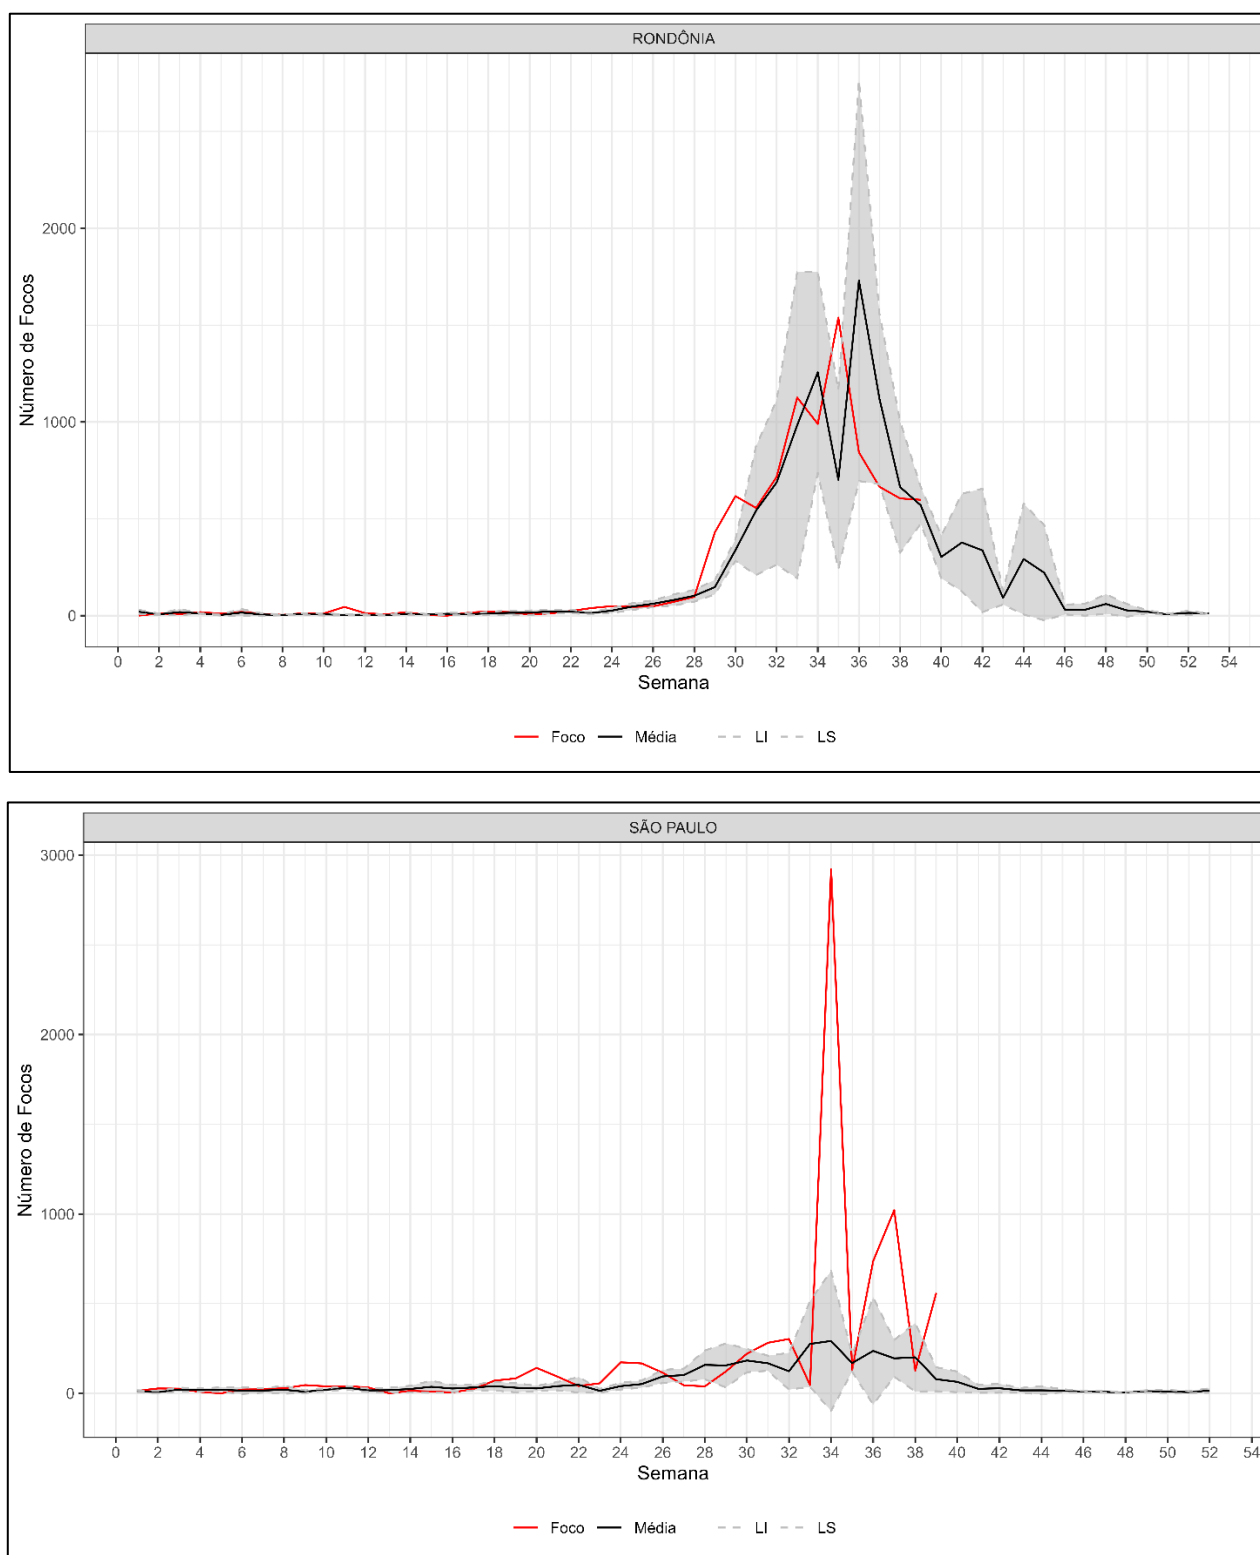 RONDÔNIA
Número de Focos
2000
1000
0
0 2 4 6 8 10 12 14 16 18 20 22 24 26 28 30 32 34 36 38 40 42 44 46 48 50 52 54
Semana
Foco Média LI LS
SÃO PAULO
Número de Focos
3000
2000
1000
0
0 2 4 6 8 10 12 14 16 18 20 22 24 26 28 30 32 34 36 38 40 42 44 46 48 50 52 54
Semana
Foco Média LI LS